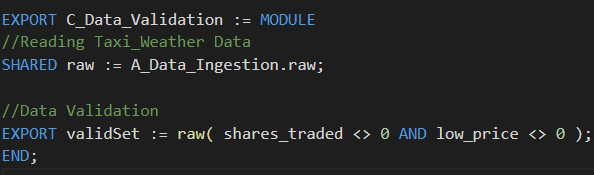 EXPORT C_Data_Validation := MODULE
//Reading Taxi_Weather Data
SHARED raw := A_Data_Ingestion.raw;
//Data Validation
EXPORT validSet := raw( shares_traded <> 0 AND low_price <> 0 );
END;